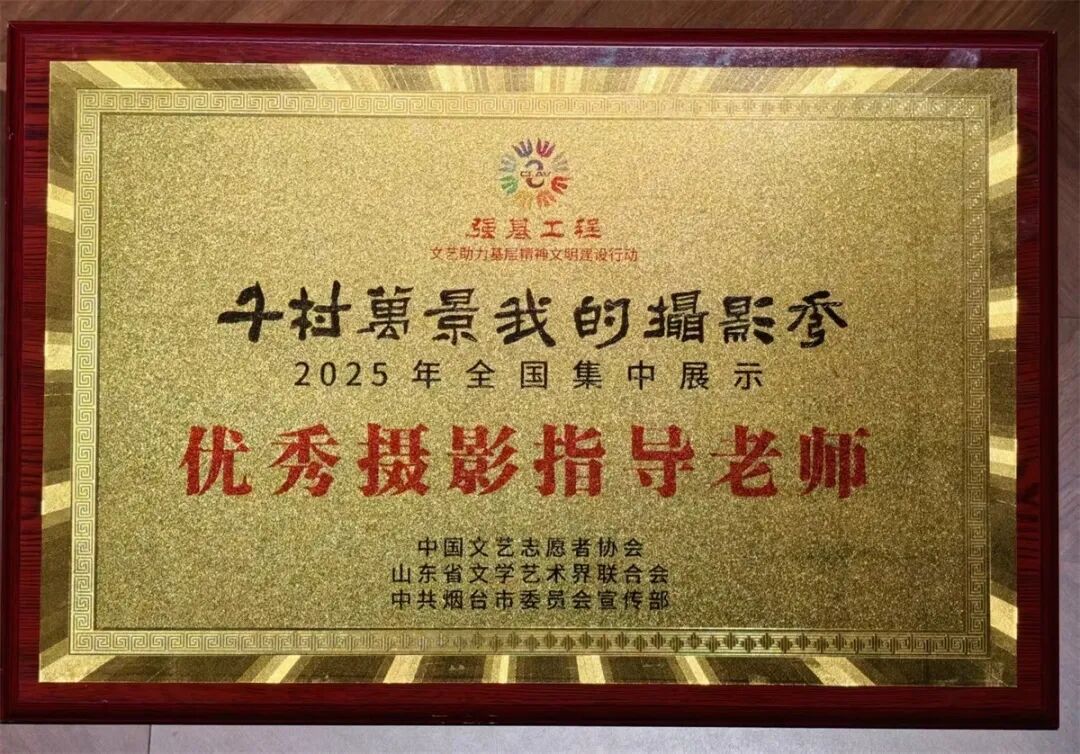 CLAV
强基工程
文艺助力基层精神文明建设行动
千村萬景我的攝影秀
2025年全国集中展示
优秀摄影指导老师
中国文艺志愿者协会
山东省文学艺术界联合会
中共烟台市委员会宣传部